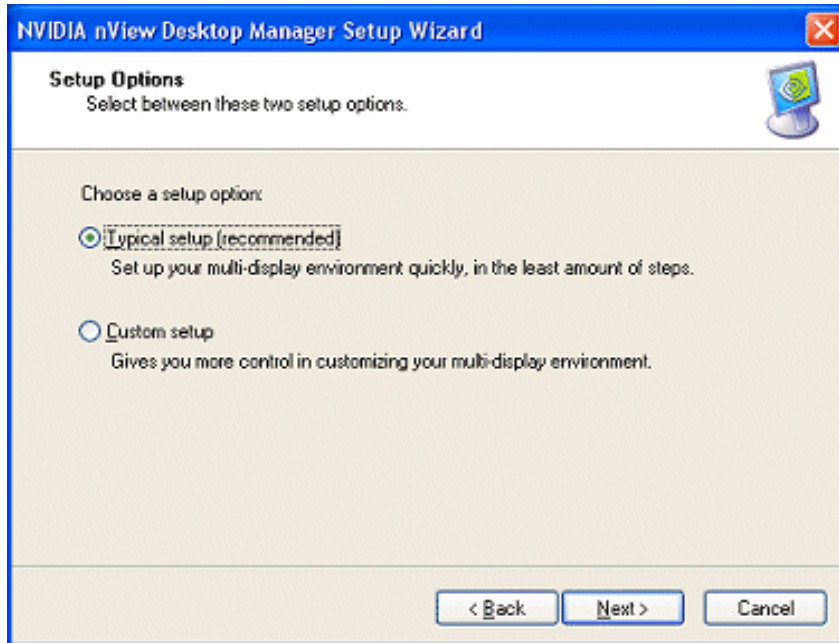 NVIDIA nView Desktop Manager Setup Wizard
Setup Options
Select between these two setup options.
Choose a setup option:
Typical setup (recommended)
Set up your multi-display environment quickly, in the least amount of steps.
Custom setup
Gives you more control in customizing your multi-display environment.
< Back
Next >
Cancel